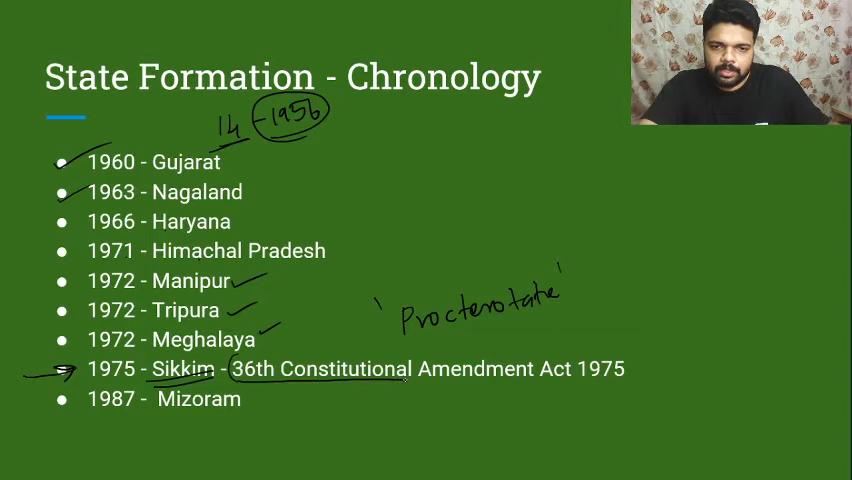 State Formation - Chronology
14 - 1956
1960 - Gujarat
1963 - Nagaland
1966 - Haryana
1971 - Himachal Pradesh
1972 - Manipur
1972 - Tripura
'Procterotate'
1972 - Meghalaya
1975 - Sikkim - 36th Constitutional Amendment Act 1975
1987 - Mizoram